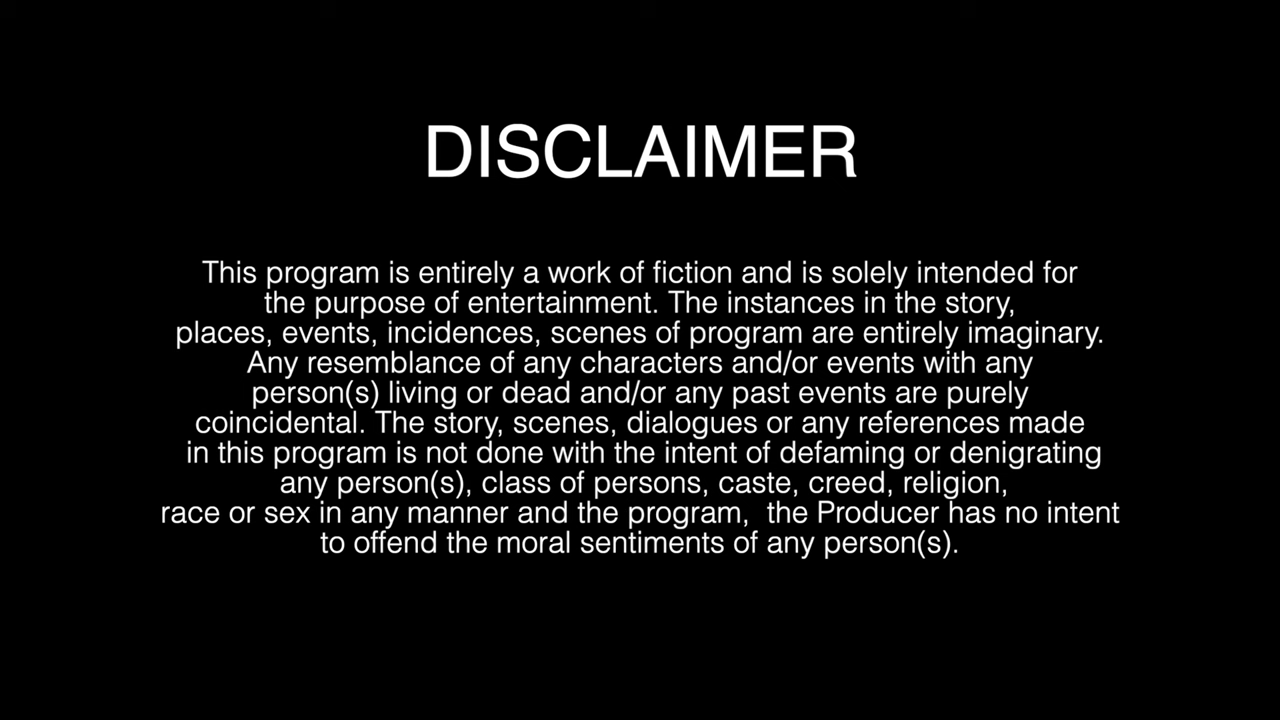 DISCLAIMER
This program is entirely a work of fiction and is solely intended for
the purpose of entertainment. The instances in the story,
places, events, incidences, scenes of program are entirely imaginary.
Any resemblance of any characters and/or events with any
person(s) living or dead and/or any past events are purely
coincidental. The story, scenes, dialogues or any references made
in this program is not done with the intent of defaming or denigrating
any person(s), class of persons, caste, creed, religion,
race or sex in any manner and the program,  the Producer has no intent
to offend the moral sentiments of any person(s).